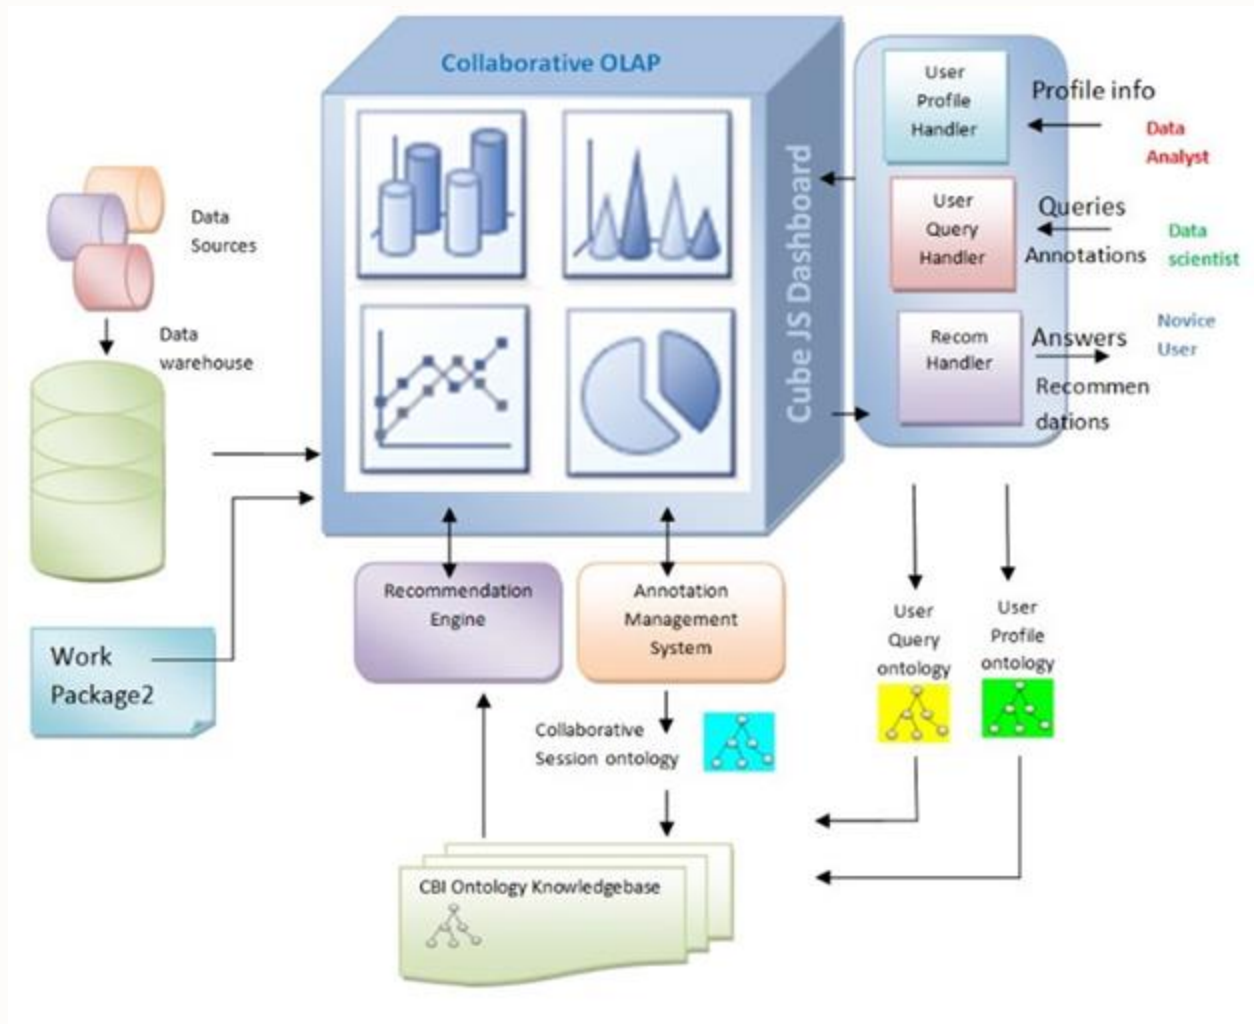 Collaborative OLAP
Cube JS Dashboard
User
Profile
Handler
Profile info
Data
Analyst
User
Query
Handler
Queries
Annotations
Data
scientist
Recom
Handler
Answers
Recommen
dations
Novice
User
Data
Sources
Data
warehouse
Work
Package2
Recommendation
Engine
Annotation
Management
System
User
Query
ontology
User
Profile
ontology
Collaborative
Session ontology
CBI Ontology Knowledgebase